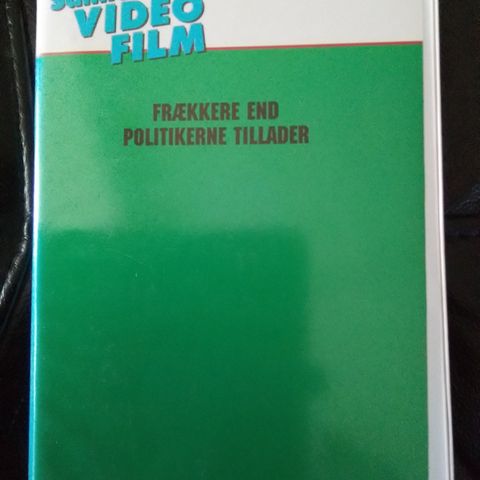 VIDEO
FILM
FRÆKKERE END
POLITIKERNE TILLADER